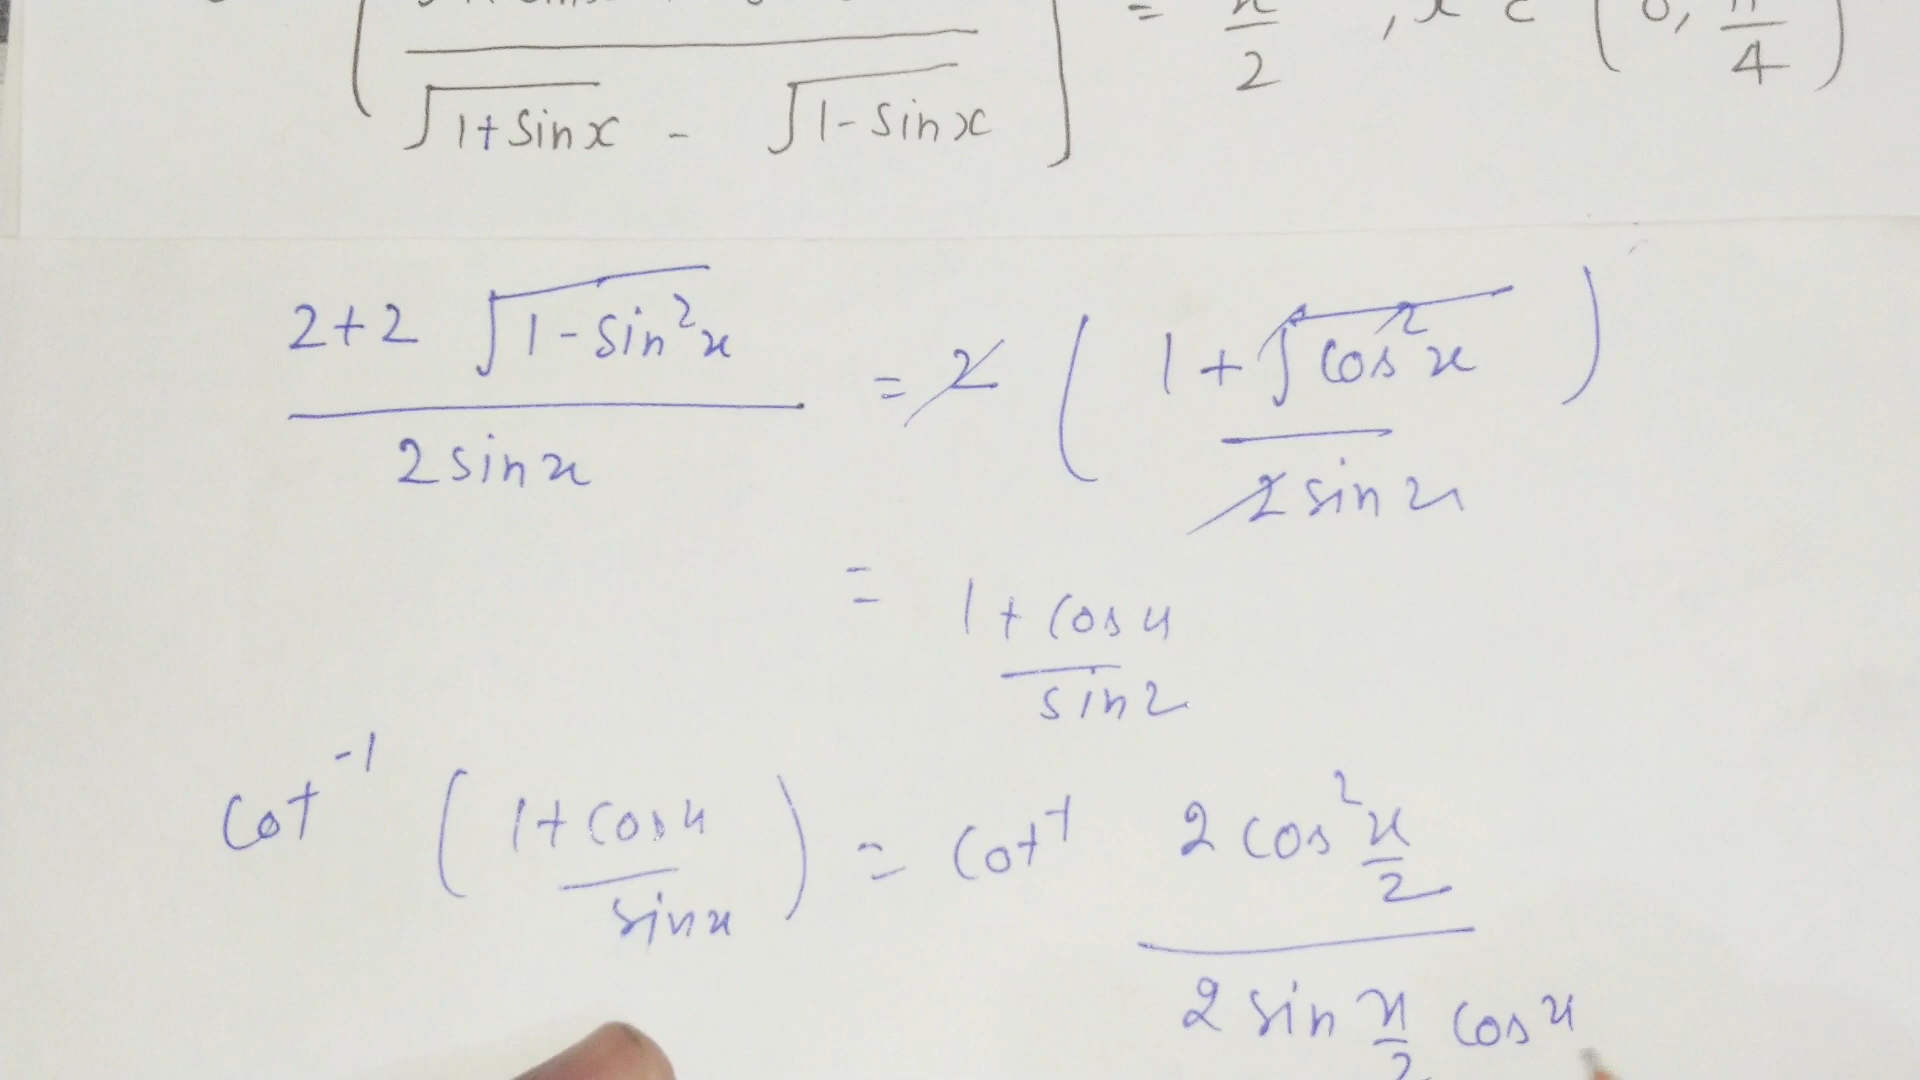 = x/2 , x ∈ (0, π/4)
√1+sinx - √1-sinx
2+2 √1-sin²x / 2sinx = 2 ( 1+√cos²x / 2sinx )
= 1+cosx / sinx
cot⁻¹ ( 1+cosx / sinx ) = cot⁻¹ 2cos² x/2 / 2 sin x/2 cos x